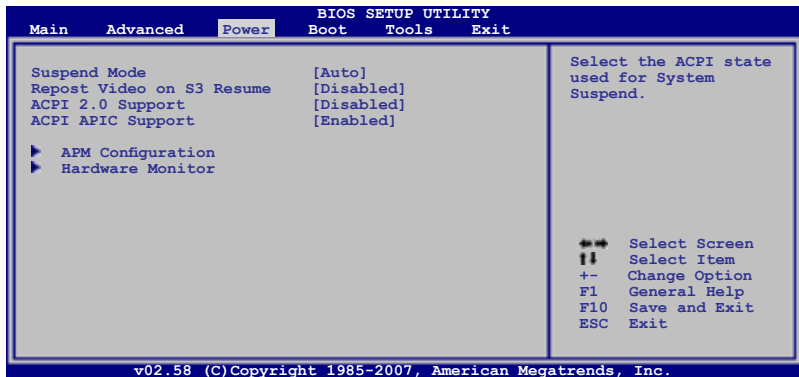 BIOS SETUP UTILITY
Main Advanced Power Boot Tools Exit
Suspend Mode [Auto]
Repost Video on S3 Resume [Disabled]
ACPI 2.0 Support [Disabled]
ACPI APIC Support [Enabled]
APM Configuration
Hardware Monitor
Select the ACPI state
used for System
Suspend.
Select Screen
Select Item
+- Change Option
F1 General Help
F10 Save and Exit
ESC Exit
v02.58 (C)Copyright 1985-2007, American Megatrends, Inc.